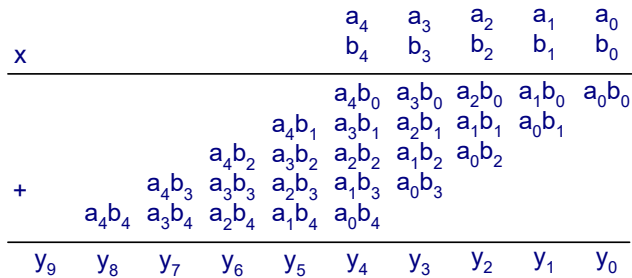 a₄ a₃ a₂ a₁ a₀
x b₄ b₃ b₂ b₁ b₀
a₄b₀ a₃b₀ a₂b₀ a₁b₀ a₀b₀
a₄b₁ a₃b₁ a₂b₁ a₁b₁ a₀b₁
a₄b₂ a₃b₂ a₂b₂ a₁b₂ a₀b₂
+ a₄b₃ a₃b₃ a₂b₃ a₁b₃ a₀b₃
a₄b₄ a₃b₄ a₂b₄ a₁b₄ a₀b₄
y₉ y₈ y₇ y₆ y₅ y₄ y₃ y₂ y₁ y₀